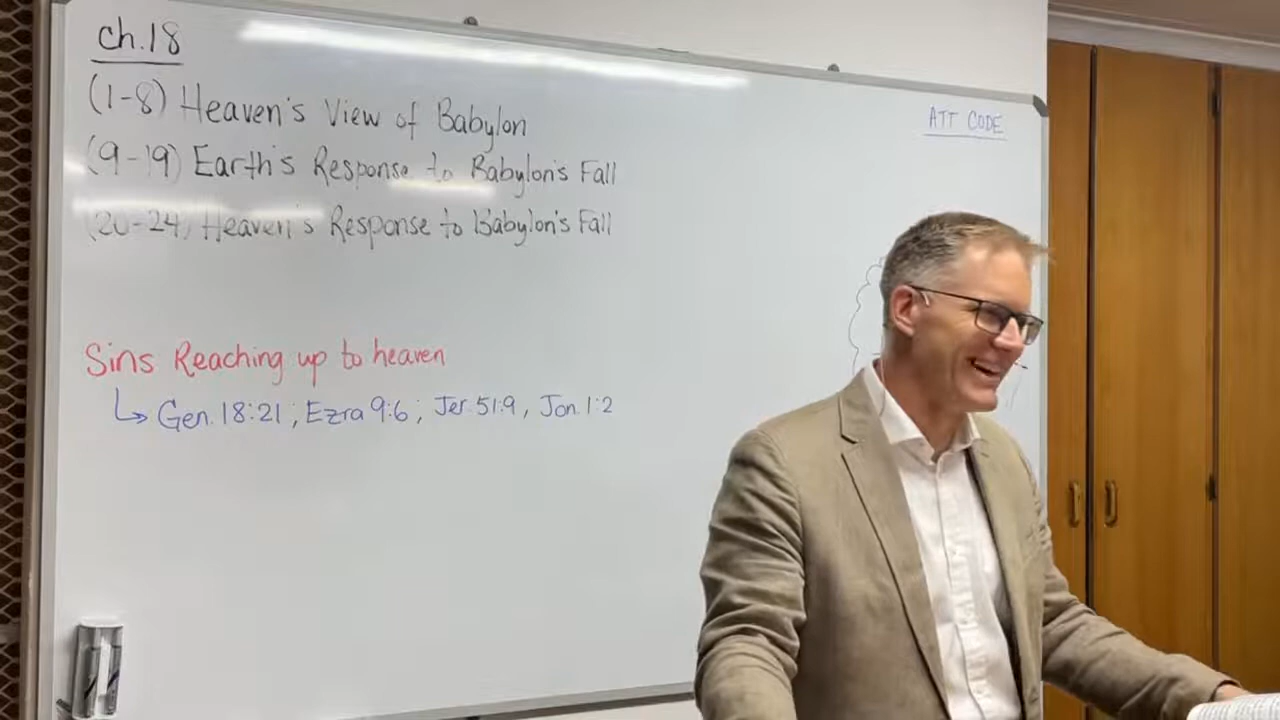 ch.18
(1-8) Heaven's View of Babylon
(9-19) Earth's Response to Babylon's Fall
(20-24) Heaven's Response to Babylon's Fall
ATT CODE
Sins Reaching up to heaven
↳ Gen. 18:21 ; Ezra 9:6 ; Jer. 51:9 , Jon. 1:2